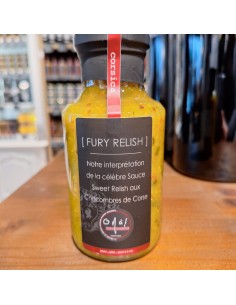 corsica
[ FURY RELISH ]
Notre interprétation
de la célèbre Sauce
Sweet Relish aux
Concombres de Corse